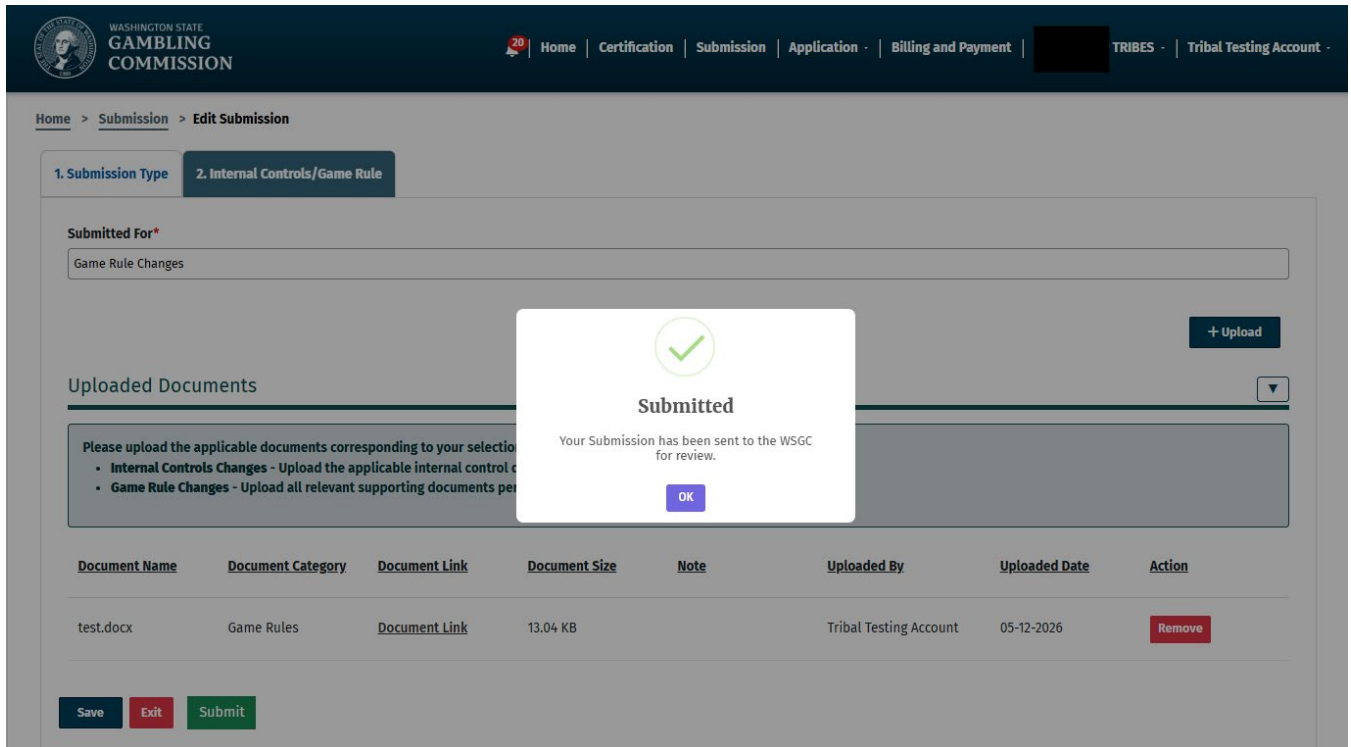 WASHINGTON STATE
GAMBLING
COMMISSION
20 | Home | Certification | Submission | Application - | Billing and Payment | TRIBES - | Tribal Testing Account -
Home > Submission > Edit Submission
1. Submission Type 2. Internal Controls/Game Rule
Submitted For*
Game Rule Changes
+ Upload
Uploaded Documents
Submitted
Your Submission has been sent to the WSGC
for review.
OK
Please upload the applicable documents corresponding to your
• Internal Controls Changes - Upload the applicable internal control
• Game Rule Changes - Upload all relevant supporting documents
Document Name Document Category Document Link Document Size Note Uploaded By Uploaded Date Action
test.docx Game Rules Document Link 13.04 KB Tribal Testing Account 05-12-2026 Remove
Save Exit Submit